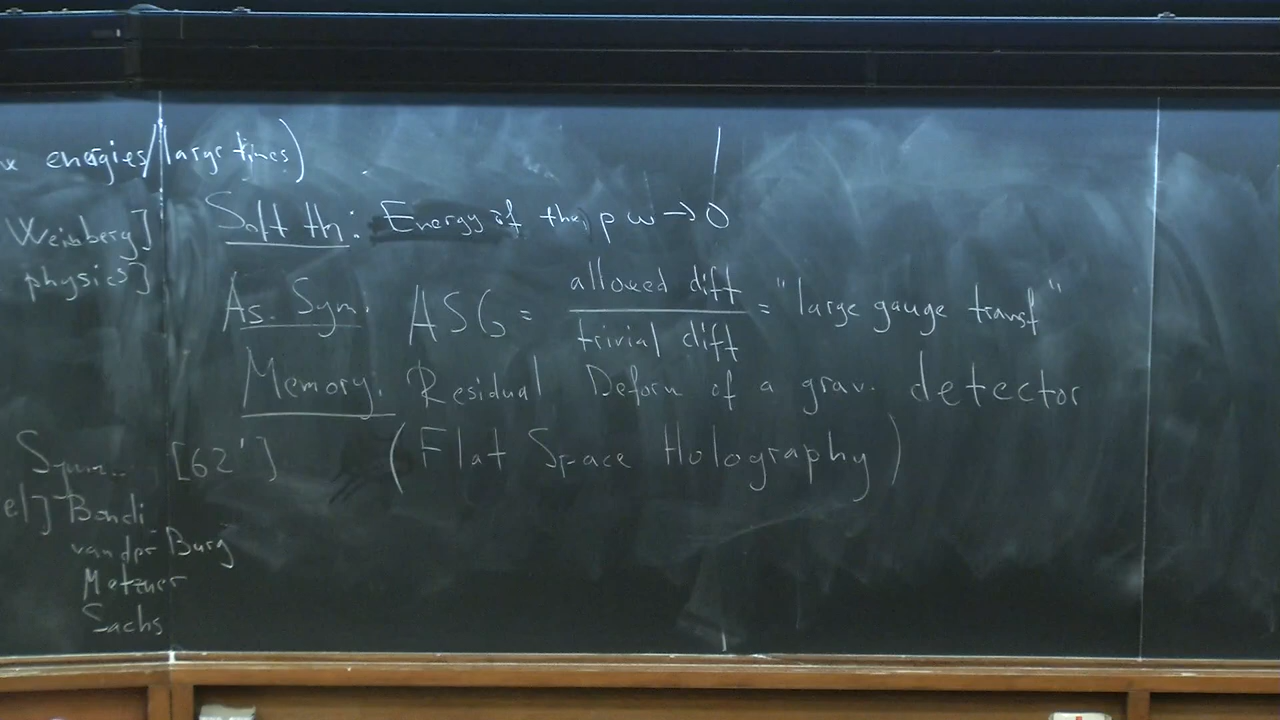 energies/large times)
Weinberg]
physics]
Soft th: Energy of the p ω → 0
As. Sym. ASG = allowed diff / trivial diff = "large gauge transf"
Memory. Residual Deform of a grav. detector
(Flat Space Holography)
Sym. [62']
el] Bondi
van der Burg
Metzner
Sachs